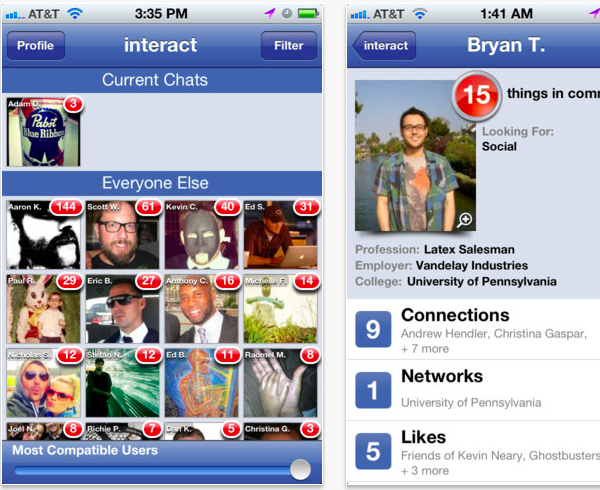 AT&T 3:35 PM
Profile interact Filter
Current Chats
Adam D. 3
Pabst
Blue Ribbon
Everyone Else
Aaron K. 144 Scott W. 61 Kevin C. 40 Ed S. 31
Paul R. 29 Eric B. 27 Anthony C. 16 Michelle F. 14
Nicholas S. 12 Stefan N. 12 Ed B. 11 Raomel M. 8
Joel N. 8 Richie P. 7 Dan K. 5 Christina G. 3
Most Compatible Users
AT&T 1:41 AM
interact Bryan T.
15 things in comm
Looking For:
Social
Profession: Latex Salesman
Employer: Vandelay Industries
College: University of Pennsylvania
9 Connections
Andrew Hendler, Christina Gaspar,
+ 7 more
1 Networks
University of Pennsylvania
5 Likes
Friends of Kevin Neary, Ghostbusters
+ 3 more